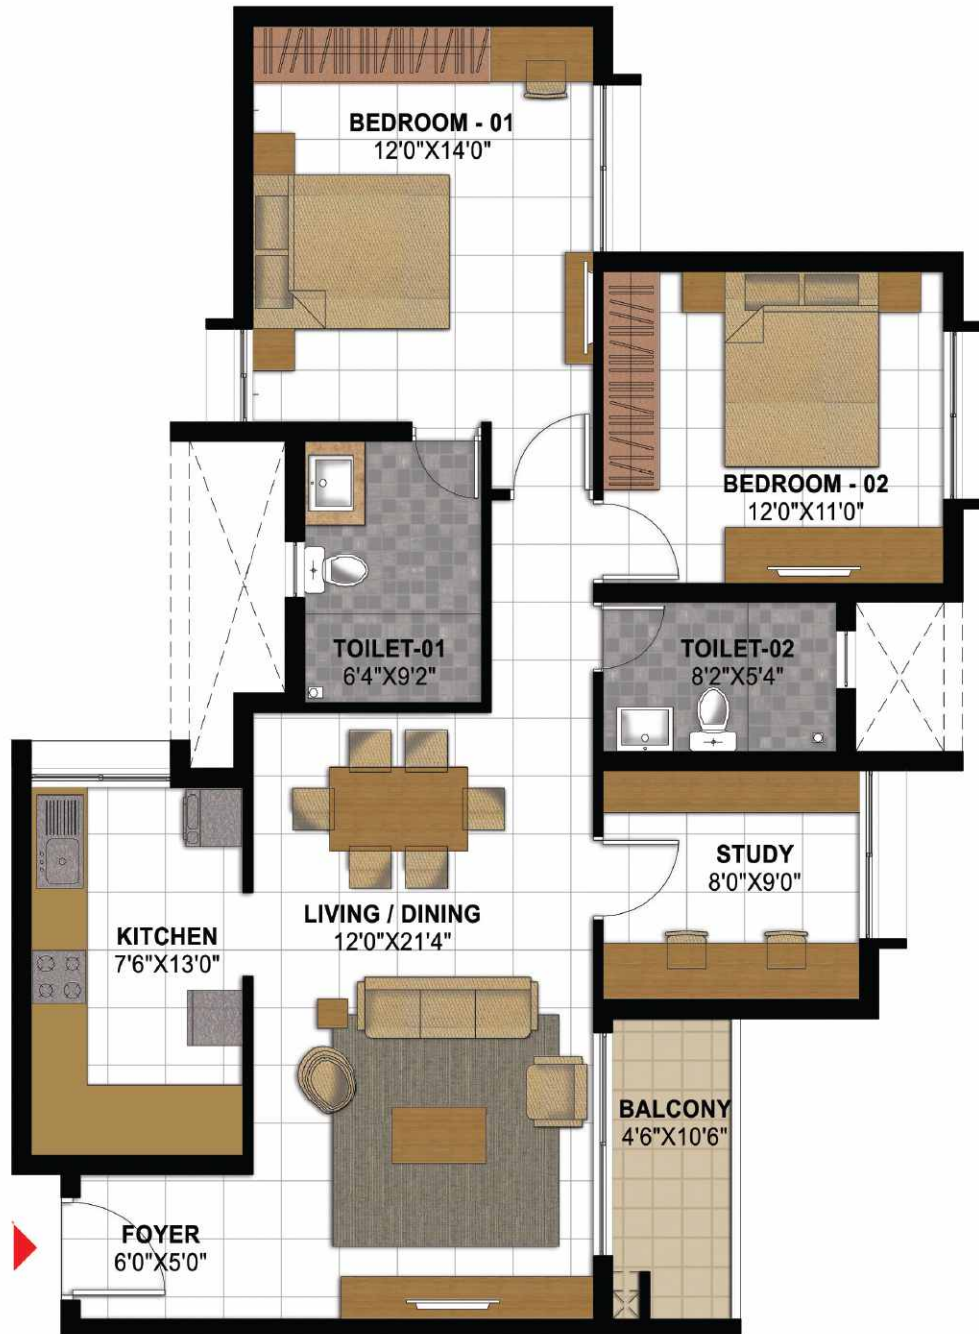 BEDROOM - 01
12'0"X14'0"
BEDROOM - 02
12'0"X11'0"
TOILET-01
6'4"X9'2"
TOILET-02
8'2"X5'4"
STUDY
8'0"X9'0"
LIVING / DINING
12'0"X21'4"
KITCHEN
7'6"X13'0"
BALCONY
4'6"X10'6"
FOYER
6'0"X5'0"